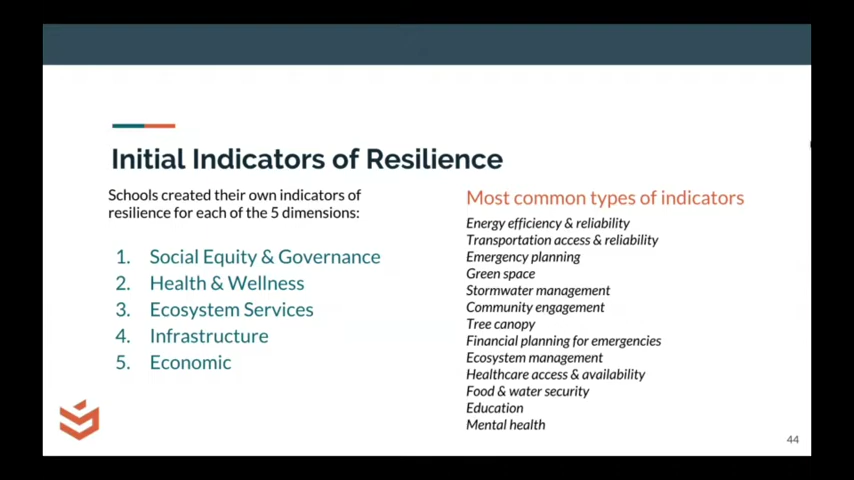 Initial Indicators of Resilience
Schools created their own indicators of
resilience for each of the 5 dimensions:
1. Social Equity & Governance
2. Health & Wellness
3. Ecosystem Services
4. Infrastructure
5. Economic
Most common types of indicators
Energy efficiency & reliability
Transportation access & reliability
Emergency planning
Green space
Stormwater management
Community engagement
Tree canopy
Financial planning for emergencies
Ecosystem management
Healthcare access & availability
Food & water security
Education
Mental health
44